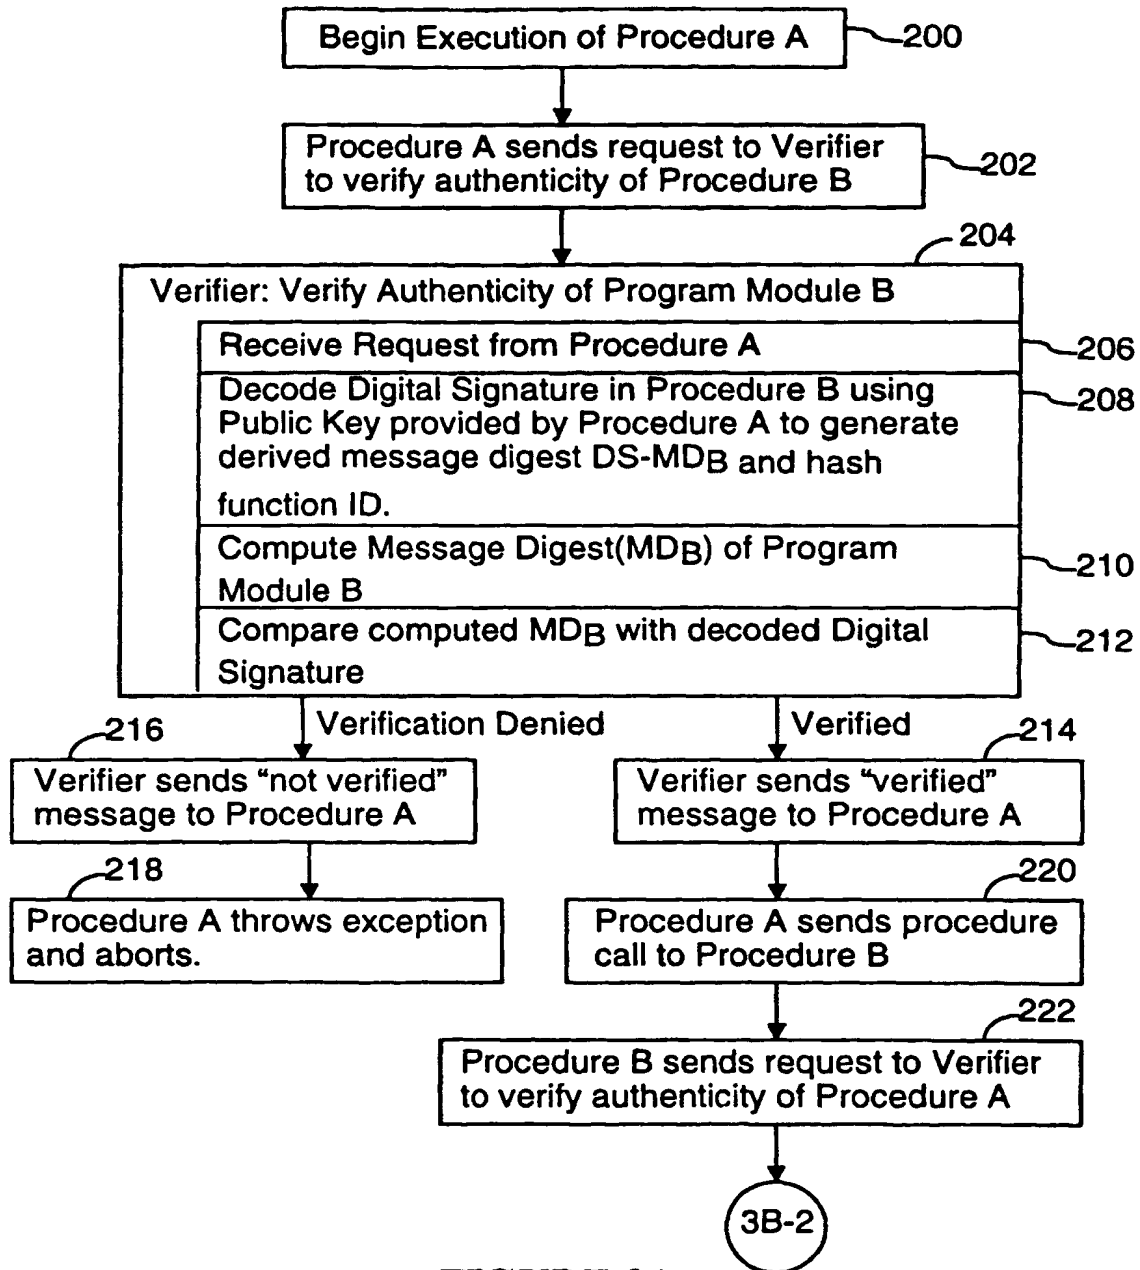 Begin Execution of Procedure A
200
Procedure A sends request to Verifier
to verify authenticity of Procedure B
202
204
Verifier: Verify Authenticity of Program Module B
Receive Request from Procedure A
206
Decode Digital Signature in Procedure B using
Public Key provided by Procedure A to generate
derived message digest DS-MDB and hash
function ID.
208
Compute Message Digest(MDB) of Program
Module B
210
Compare computed MDB with decoded Digital
Signature
212
Verification Denied
Verified
216
Verifier sends “not verified”
message to Procedure A
214
Verifier sends “verified”
message to Procedure A
218
Procedure A throws exception
and aborts.
220
Procedure A sends procedure
call to Procedure B
222
Procedure B sends request to Verifier
to verify authenticity of Procedure A
3B-2